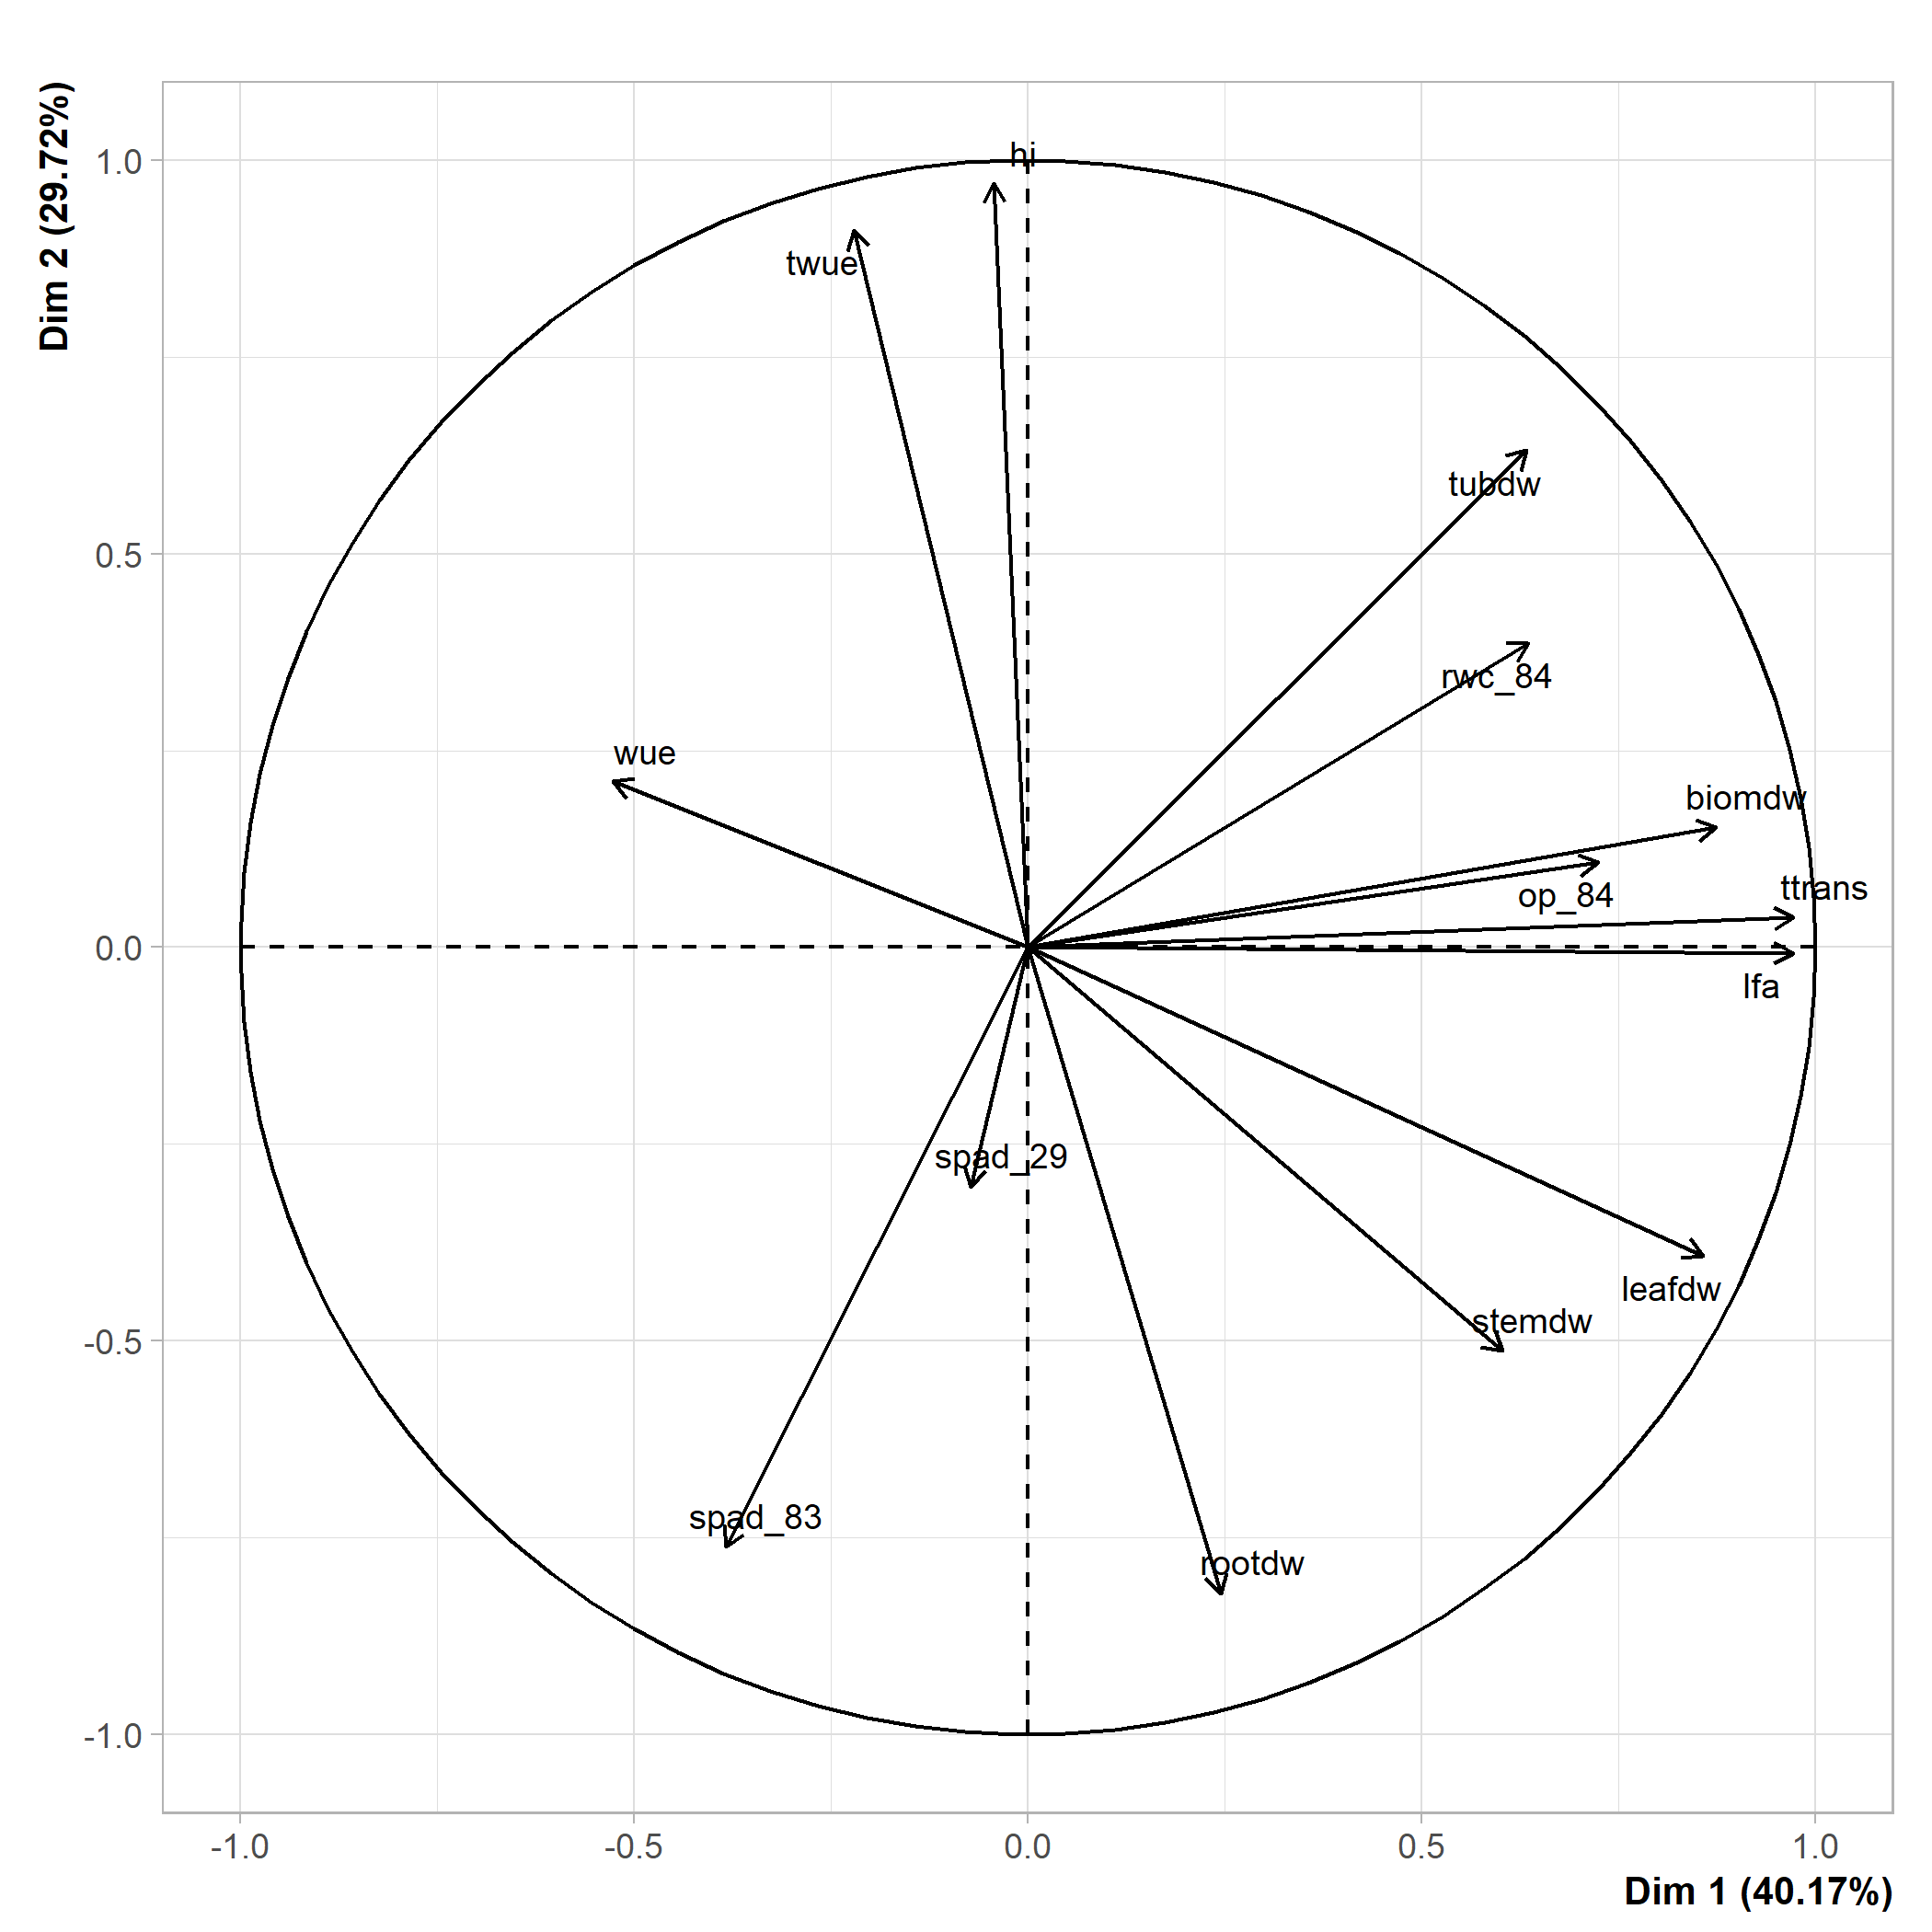 Dim 2 (29.72%)
1.0
0.5
0.0
-0.5
-1.0
hi
twue
tubdw
rwc_84
wue
biomdw
op_84
ttrans
lfa
spad_29
leafdw
stemdw
spad_83
rootdw
-1.0 -0.5 0.0 0.5 1.0
Dim 1 (40.17%)